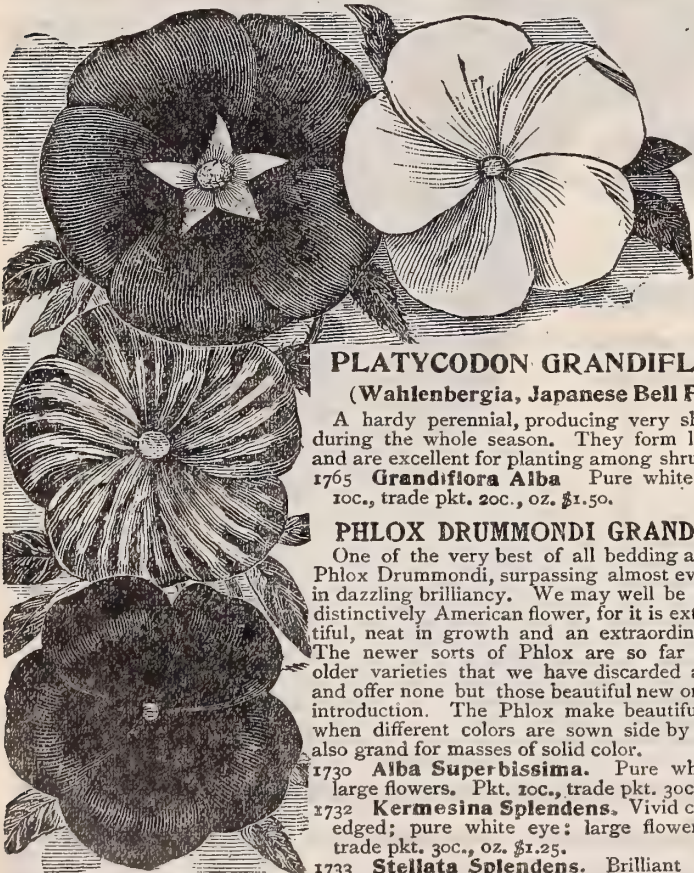 PLATYCODON GRANDIFL
(Wahlenbergia, Japanese Bell F
A hardy perennial, producing very sh
during the whole season. They form l
and are excellent for planting among shru
1765 Grandiflora Alba Pure white
10c., trade pkt. 20c., oz. $1.50.
PHLOX DRUMMONDI GRAND
One of the very best of all bedding a
Phlox Drummondi, surpassing almost ev
in dazzling brilliancy. We may well be
distinctively American flower, for it is ext
tiful, neat in growth and an extraordin
The newer sorts of Phlox are so far
older varieties that we have discarded a
and offer none but those beautiful new or
introduction. The Phlox make beautifu
when different colors are sown side by
also grand for masses of solid color.
1730 Alba Superbissima. Pure wh
large flowers. Pkt. 10c., trade pkt. 30c
1732 Kermesina Splendens. Vivid c
edged; pure white eye: large flower
trade pkt. 30c., oz. $1.25.
1733 Stellata Splendens. Brilliant